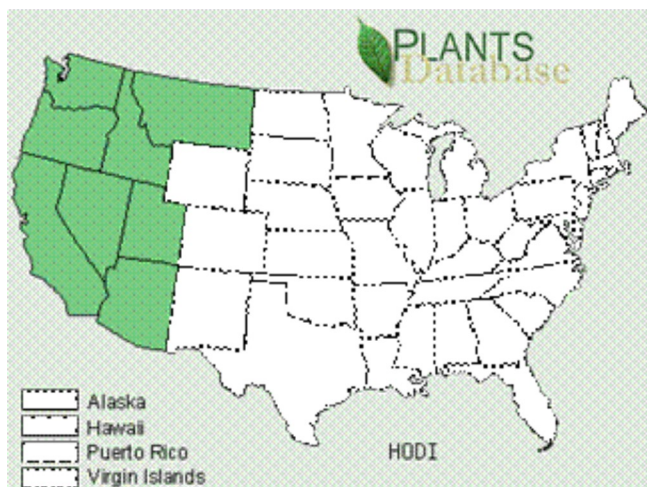 PLANTS
Database
Alaska
Hawaii
Puerto Rico
Virgin Islands
HODI